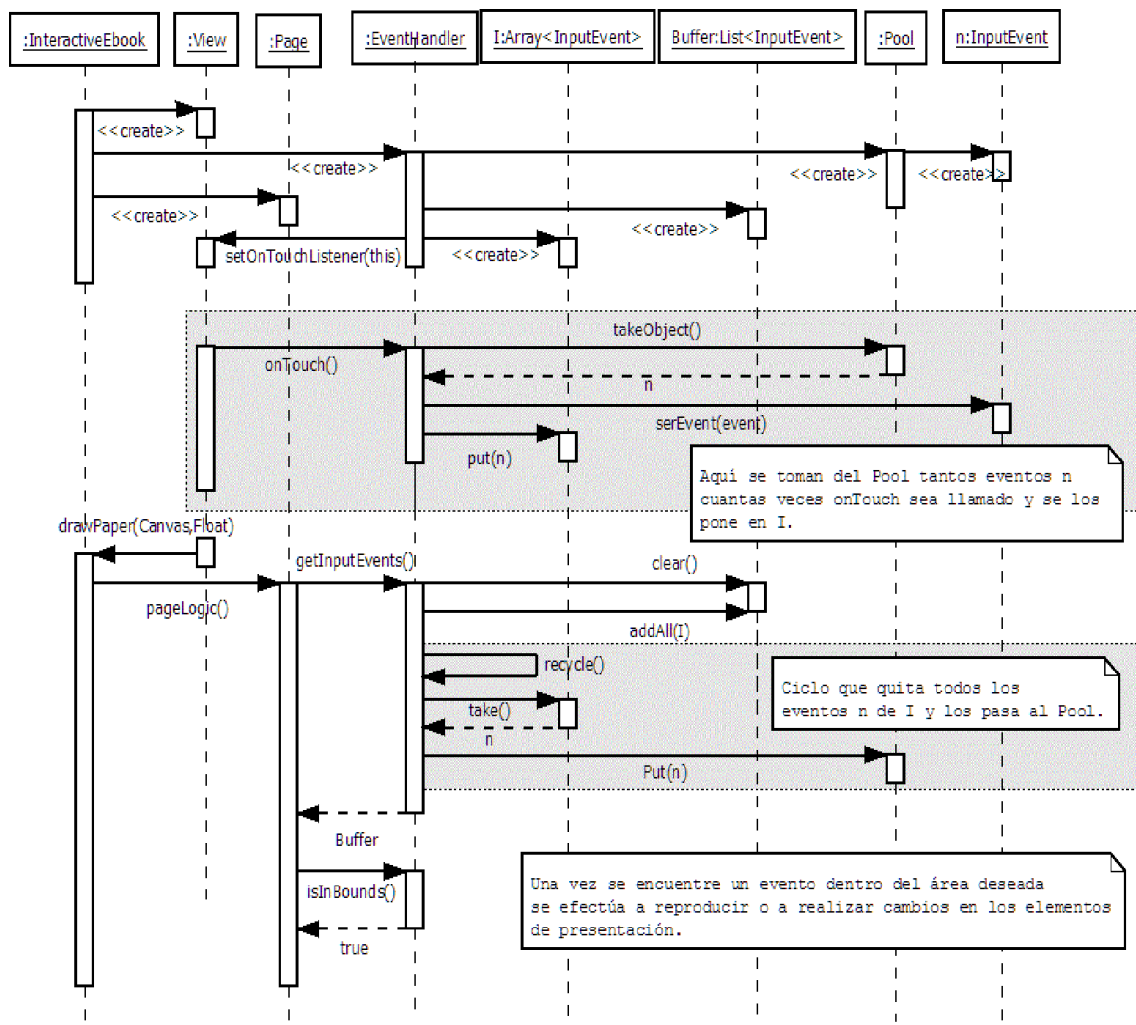 :InteractiveEbook
:View
:Page
:EventHandler
I:Array<InputEvent>
Buffer:List<InputEvent>
:Pool
n:InputEvent
<<create>>
<<create>>
<<create>>
<<create>>
<<create>>
<<create>>
setOnTouchListener(this)
<<create>>
takeObject()
onTouch()
n
serEvent(event)
put(n)
Aquí se toman del Pool tantos eventos n
cuantas veces onTouch sea llamado y se los
pone en I.
drawPaper(Canvas,Float)
getInputEvents()
clear()
pageLogic()
addAll(I)
recycle()
Ciclo que quita todos los
eventos n de I y los pasa al Pool.
take()
n
Put(n)
Buffer
isInBounds()
Una vez se encuentre un evento dentro del área deseada
se efectúa a reproducir o a realizar cambios en los elementos
de presentación.
true